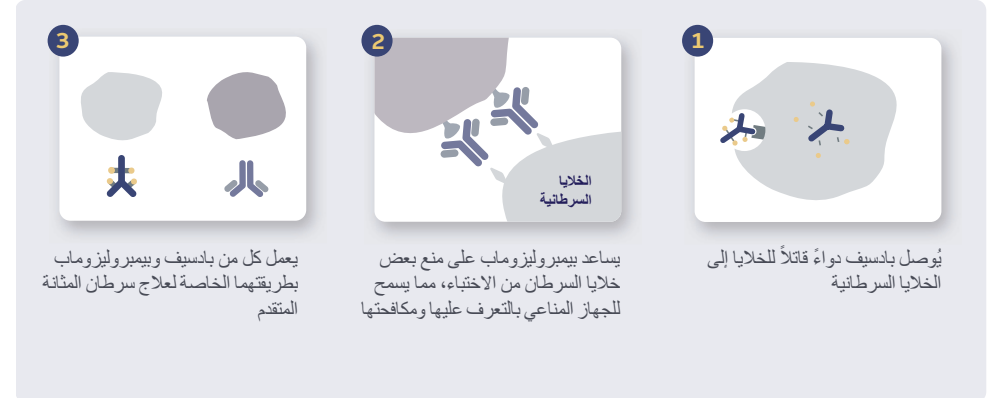 1
يُوصل بادسيف دواءً قاتلاً للخلايا إلى
الخلايا السرطانية
2
الخلايا
السرطانية
يساعد بيمبروليزوماب على منع بعض
خلايا السرطان من الاختباء، مما يسمح
للجهاز المناعي بالتعرف عليها ومكافحتها
3
يعمل كل من بادسيف وبيمبروليزوماب
بطريقتهما الخاصة لعلاج سرطان المثانة
المتقدم